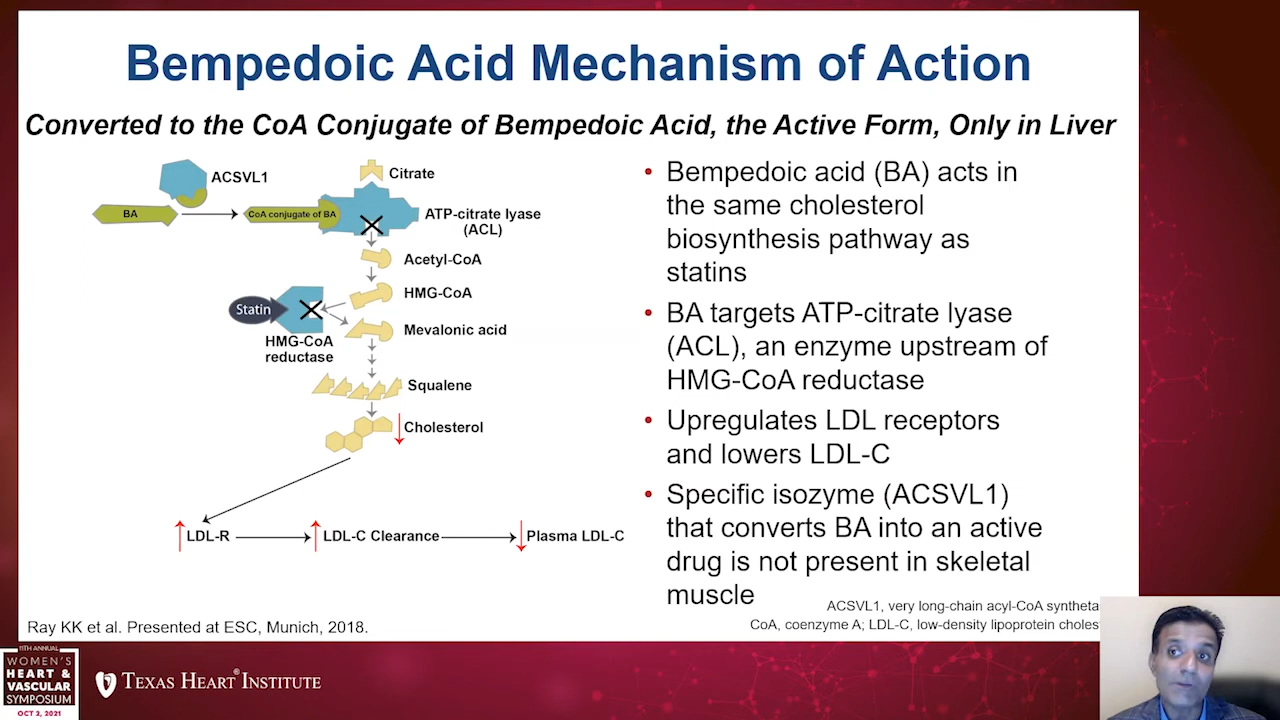 Bempedoic Acid Mechanism of Action
Converted to the CoA Conjugate of Bempedoic Acid, the Active Form, Only in Liver
ACSVL1
BA
CoA conjugate of BA
Citrate
ATP-citrate lyase
(ACL)
Acetyl-CoA
HMG-CoA
Statin
HMG-CoA
reductase
Mevalonic acid
Squalene
Cholesterol
LDL-R
LDL-C Clearance
Plasma LDL-C
• Bempedoic acid (BA) acts in
the same cholesterol
biosynthesis pathway as
statins
• BA targets ATP-citrate lyase
(ACL), an enzyme upstream of
HMG-CoA reductase
• Upregulates LDL receptors
and lowers LDL-C
• Specific isozyme (ACSVL1)
that converts BA into an active
drug is not present in skeletal
muscle
ACSVL1, very long-chain acyl-CoA syntheta
CoA, coenzyme A; LDL-C, low-density lipoprotein choles
Ray KK et al. Presented at ESC, Munich, 2018.
11TH ANNUAL
WOMEN'S
HEART &
VASCULAR
SYMPOSIUM
OCT 2, 2021
TEXAS HEART® INSTITUTE